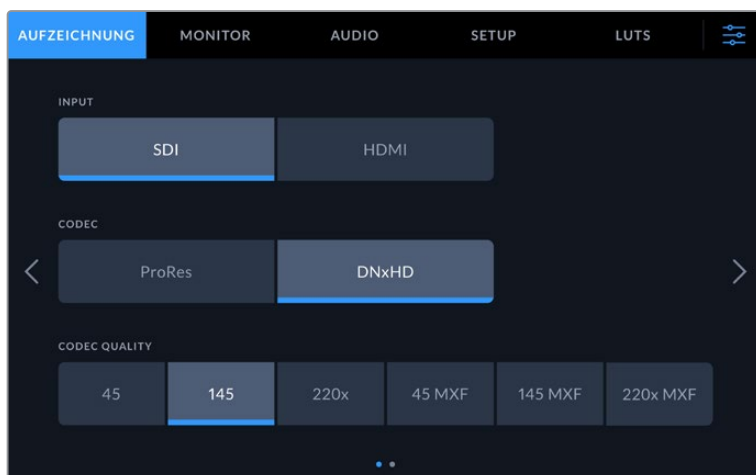 AUFZEICHNUNG MONITOR AUDIO SETUP LUTS
INPUT
SDI HDMI
CODEC
ProRes DNxHD
CODEC QUALITY
45 145 220x 45 MXF 145 MXF 220x MXF